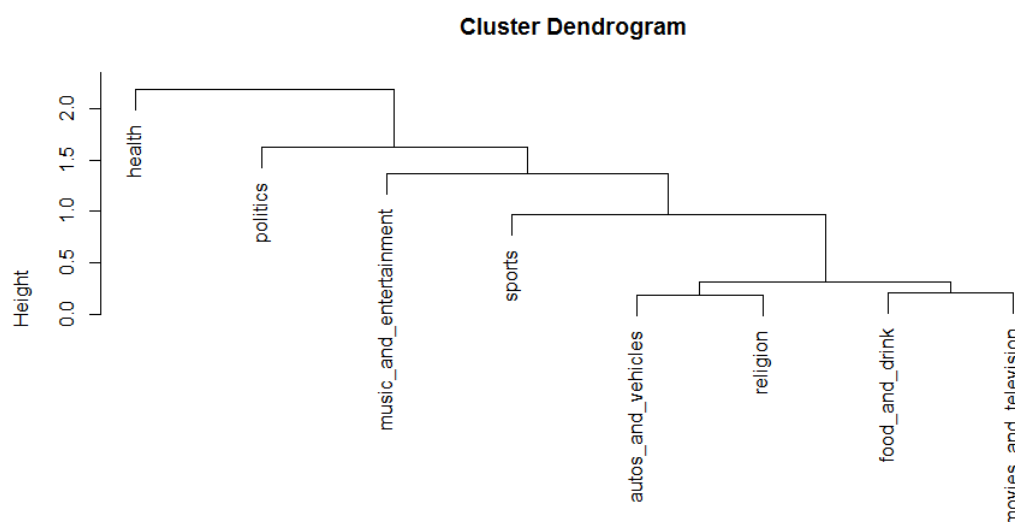 Cluster Dendrogram
Height
2.0
1.5
1.0
0.5
0.0
health
politics
music_and_entertainment
sports
autos_and_vehicles
religion
food_and_drink
movies_and_television